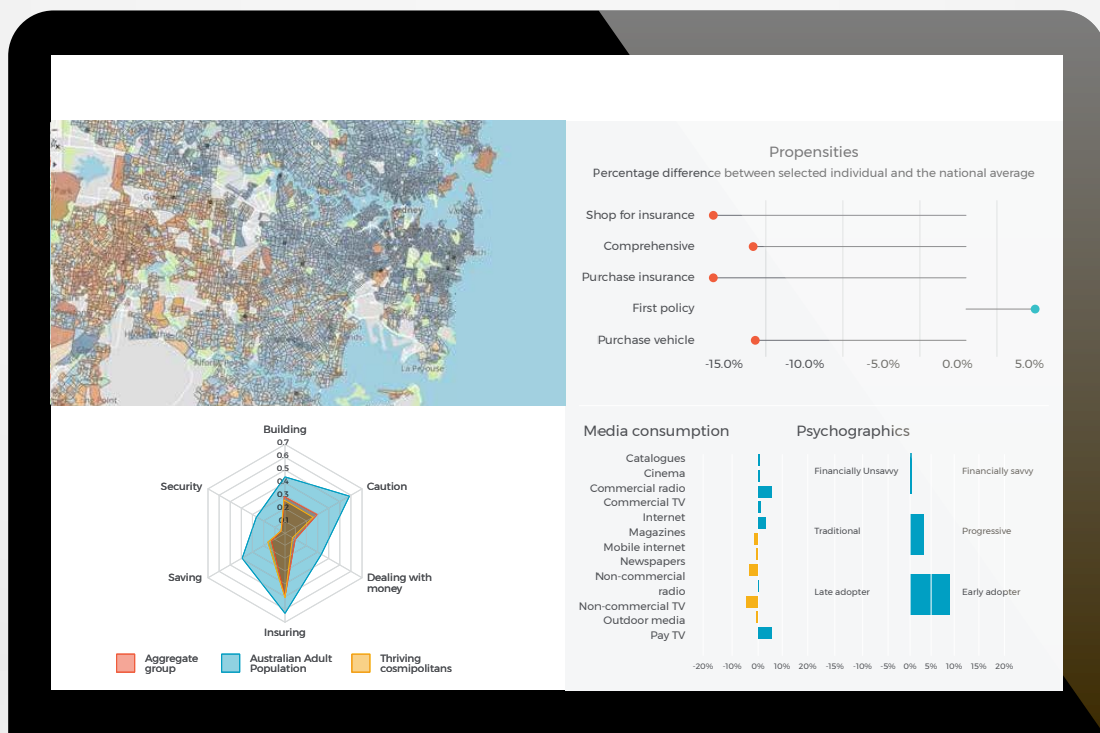 Sydney
Alfords Point
La Perouse
Long Point
Propensities
Percentage difference between selected individual and the national average
Shop for insurance
Comprehensive
Purchase insurance
First policy
Purchase vehicle
-15.0%
-10.0%
-5.0%
0.0%
5.0%
Building
0.7
0.6
0.5
0.4
0.3
0.2
0.1
Security
Caution
Saving
Dealing with
money
Insuring
Aggregate
group
Australian Adult
Population
Thriving
cosmipolitans
Media consumption
Catalogues
Cinema
Commercial radio
Commercial TV
Internet
Magazines
Mobile internet
Newspapers
Non-commercial
radio
Non-commercial TV
Outdoor media
Pay TV
-20%
-10%
0%
10%
20%
Psychographics
Financially Unsavvy
Financially savvy
Traditional
Progressive
Late adopter
Early adopter
-15%
-10%
-5%
0%
5%
10%
15%
20%